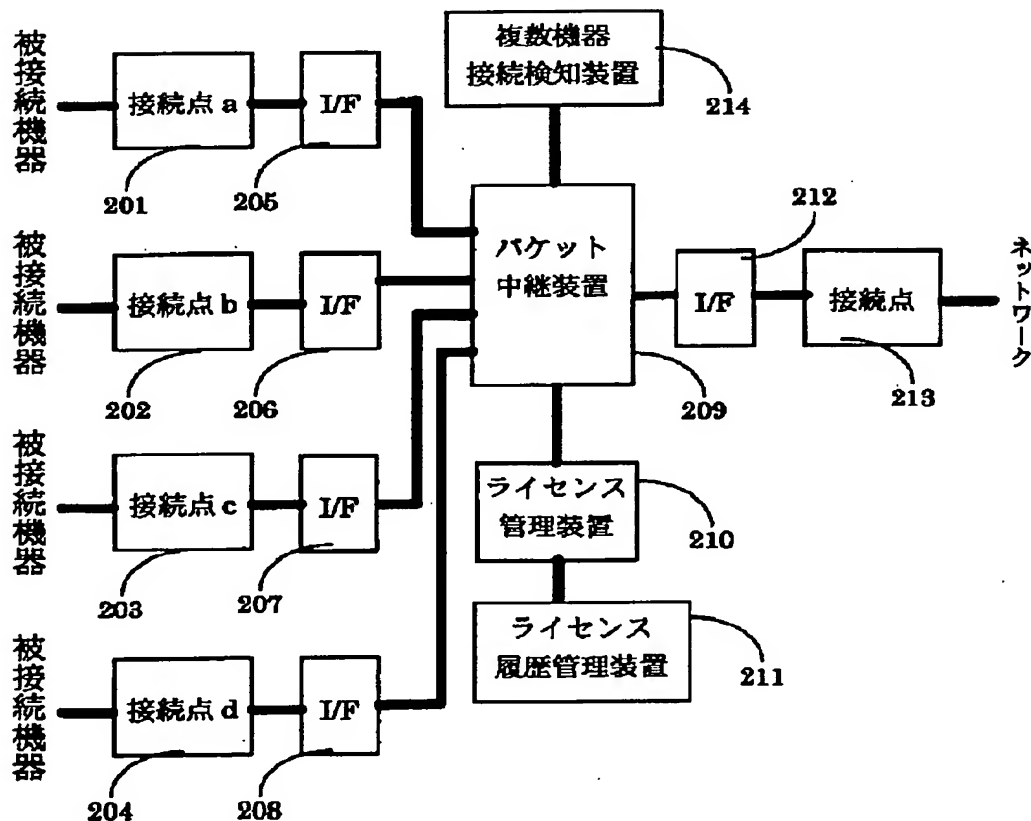 被接続機器
接続点 a
I/F
201
205
複数機器
接続検知装置
214
被接続機器
接続点 b
I/F
202
206
パケット
中継装置
209
212
I/F
接続点
213
ネットワーク
被接続機器
接続点 c
I/F
203
207
ライセンス
管理装置
210
ライセンス
履歴管理装置
211
被接続機器
接続点 d
I/F
204
208